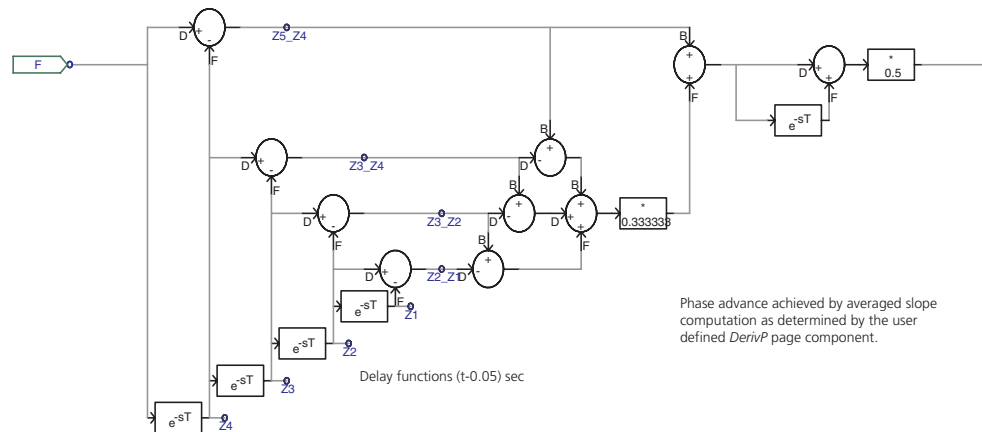 D + - F
Z5_Z4
B + + F
F
D + + F
* 0.5
e-sT
B + -
D + - F
Z3_Z4
D
B B
D + - F
Z3_Z2
D + - D + + + F
* 0.333333
B
D + - F
Z2_Z1 D + -
e-sT
Z1
e-sT
Z2
e-sT
Z3
e-sT
Z4
Delay functions (t-0.05) sec
Phase advance achieved by averaged slope
computation as determined by the user
defined DerivP page component.